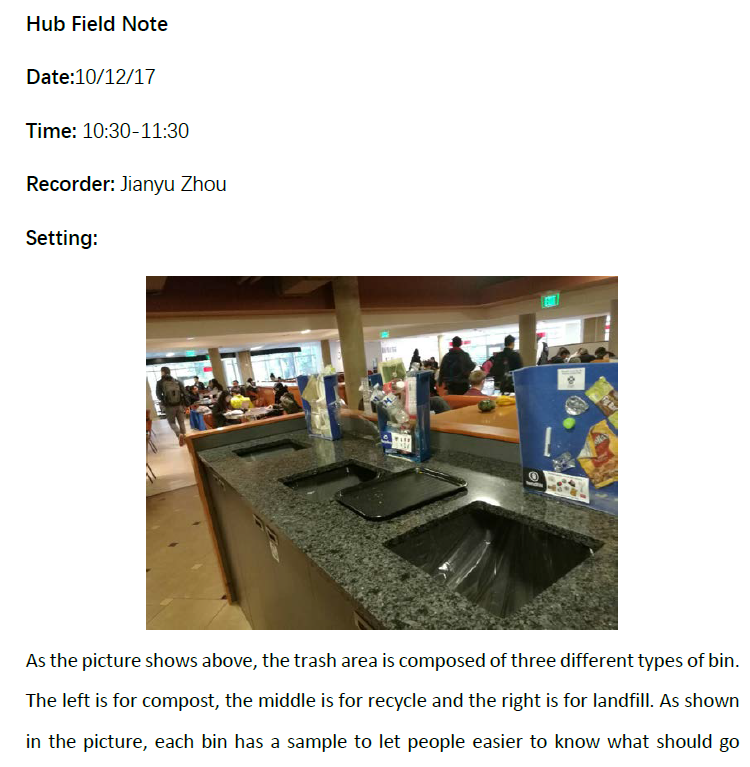 Hub Field Note
Date:10/12/17
Time: 10:30-11:30
Recorder: Jianyu Zhou
Setting:
As the picture shows above, the trash area is composed of three different types of bin.
The left is for compost, the middle is for recycle and the right is for landfill. As shown
in the picture, each bin has a sample to let people easier to know what should go